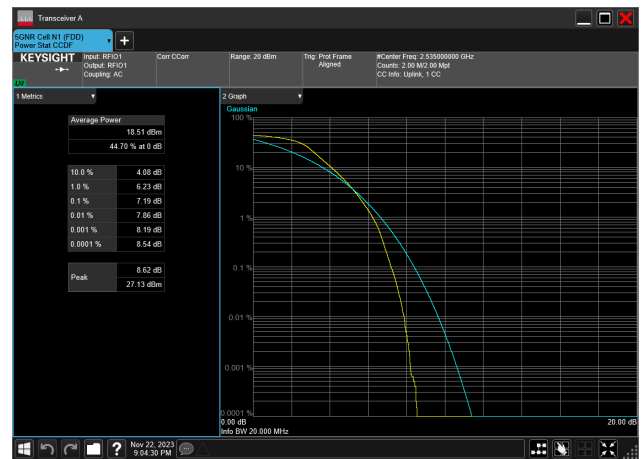 Transceiver A
5GNR Cell N1 (FDD)
Power Stat CCDF
KEYSIGHT
LXI
Input: RFIO1
Output: RFIO1
Coupling: AC
Corr CCorr
Range: 20 dBm
Trig: Prot Frame
Aligned
#Center Freq: 2.535000000 GHz
Counts: 2.00 M/2.00 Mpt
CC Info: Uplink, 1 CC
1 Metrics
Average Power
18.51 dBm
44.70 % at 0 dB
10.0 % 4.08 dB
1.0 % 6.23 dB
0.1 % 7.19 dB
0.01 % 7.86 dB
0.001 % 8.19 dB
0.0001 % 8.54 dB
Peak
8.62 dB
27.13 dBm
2 Graph
Gaussian
100 %
10 %
1 %
0.1 %
0.01 %
0.001 %
0.0001 %
0.00 dB 20.00 dB
Info BW 20.000 MHz
Nov 22, 2023
9:04:30 PM